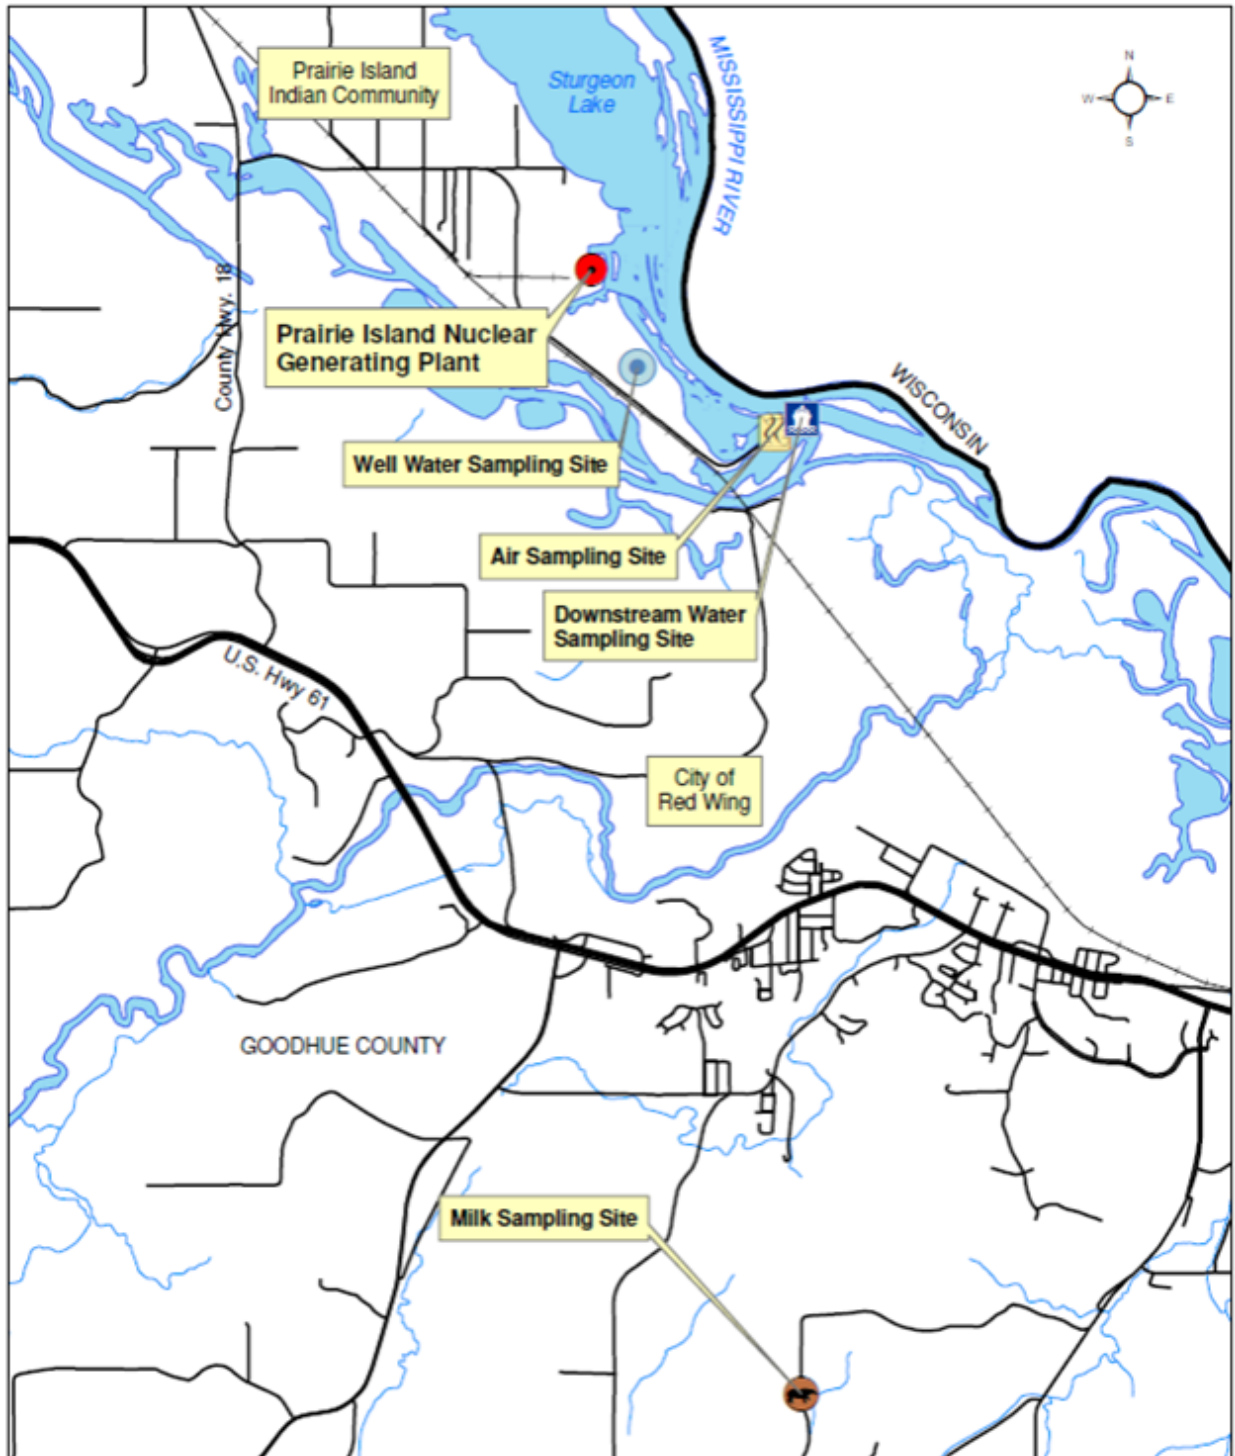 Prairie Island
Indian Community
Sturgeon
Lake
MISSISSIPPI RIVER
N
W
E
S
County Hwy. 18
Prairie Island Nuclear
Generating Plant
WISCONSIN
Well Water Sampling Site
Air Sampling Site
Downstream Water
Sampling Site
U.S. Hwy 61
City of
Red Wing
GOODHUE COUNTY
Milk Sampling Site